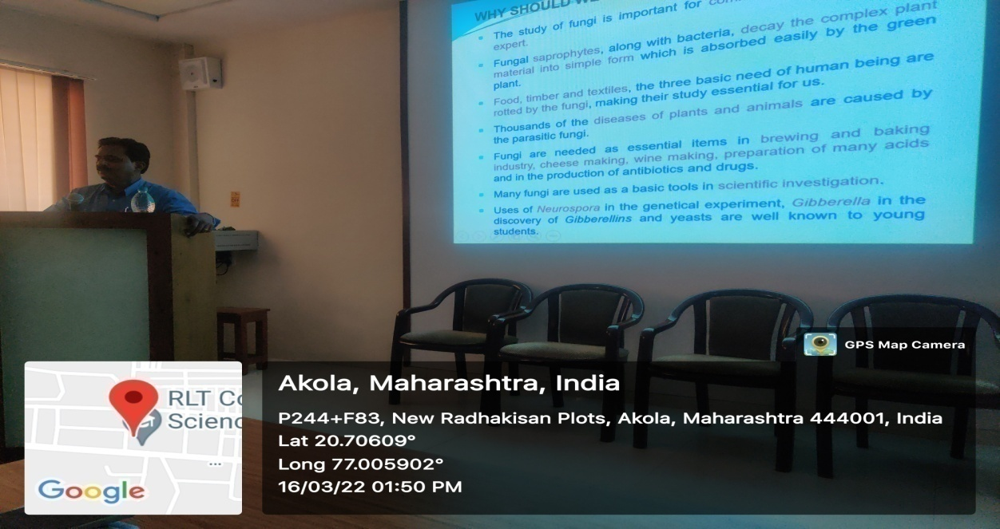 WHY SHOULD WE
The study of fungi is important for
expert.
Fungal saprophytes, along with bacteria, decay the complex plant
material into simple form which is absorbed easily by the green
plant.
Food, timber and textiles, the three basic need of human being are
rotted by the fungi, making their study essential for us.
Thousands of the diseases of plants and animals are caused by
the parasitic fungi.
Fungi are needed as essential items in brewing and baking
industry, cheese making, wine making, preparation of many acids
and in the production of antibiotics and drugs.
Many fungi are used as a basic tools in scientific investigation.
Uses of Neurospora in the genetical experiment, Gibberella in the
discovery of Gibberellins and yeasts are well known to young
students.
GPS Map Camera
RLT Co
Scienc
Google
Akola, Maharashtra, India
P244+F83, New Radhakisan Plots, Akola, Maharashtra 444001, India
Lat 20.70609°
Long 77.005902°
16/03/22 01:50 PM